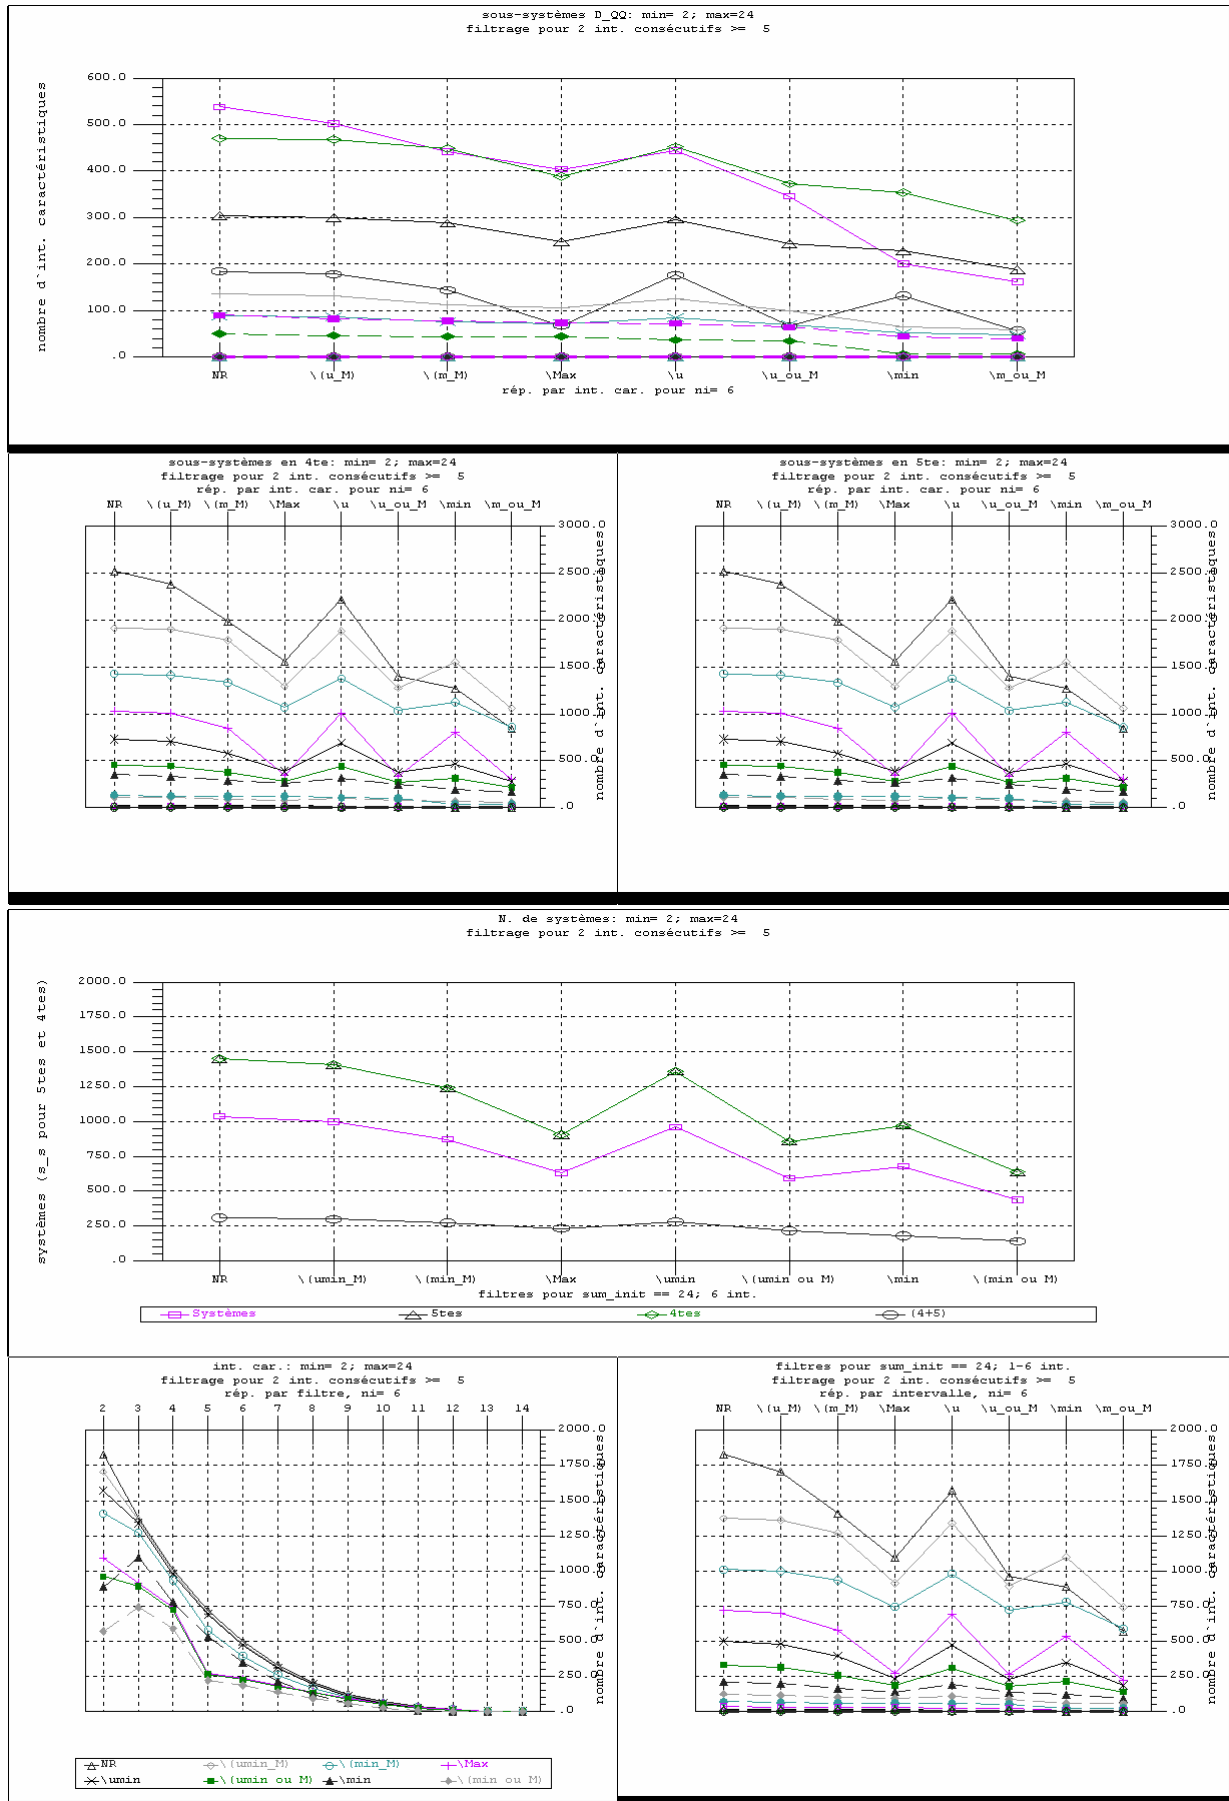 sous-systèmes D_QQ: min= 2; max=24
filtrage pour 2 int. consécutifs >= 5
nombre d`int. caractéristiques
600.0
500.0
400.0
300.0
200.0
100.0
.0
NR \(u_M) \(m_M) \Max \u \u_ou_M \min \m_ou_M
rép. par int. car. pour ni= 6
sous-systèmes en 4te: min= 2; max=24
filtrage pour 2 int. consécutifs >= 5
rép. par int. car. pour ni= 6
NR \(u_M) \(m_M) \Max \u \u_ou_M \min \m_ou_M
3000.0
2500.0
2000.0
1500.0
1000.0
500.0
.0
nombre d`int. caractéristiques
sous-systèmes en 5te: min= 2; max=24
filtrage pour 2 int. consécutifs >= 5
rép. par int. car. pour ni= 6
NR \(u_M) \(m_M) \Max \u \u_ou_M \min \m_ou_M
3000.0
2500.0
2000.0
1500.0
1000.0
500.0
.0
nombre d`int. caractéristiques
N. de systèmes: min= 2; max=24
filtrage pour 2 int. consécutifs >= 5
systèmes (s_s pour 5tes et 4tes)
2000.0
1750.0
1500.0
1250.0
1000.0
750.0
500.0
250.0
.0
NR \(umin_M) \(min_M) \Max \umin \(umin ou M) \min \(min ou M)
filtres pour sum_init == 24; 6 int.
Systèmes 5tes 4tes (4+5)
int. car.: min= 2; max=24
filtrage pour 2 int. consécutifs >= 5
rép. par filtre, ni= 6
2 3 4 5 6 7 8 9 10 11 12 13 14
2000.0
1750.0
1500.0
1250.0
1000.0
750.0
500.0
250.0
.0
nombre d`int. caractéristiques
NR \(umin_M) \(min_M) \Max
\umin \(umin ou M) \min \(min ou M)
filtres pour sum_init == 24; 1-6 int.
filtrage pour 2 int. consécutifs >= 5
rép. par intervalle, ni= 6
NR \(u_M) \(m_M) \Max \u \u_ou_M \min \m_ou_M
2000.0
1750.0
1500.0
1250.0
1000.0
750.0
500.0
250.0
.0
nombre d`int. caractéristiques